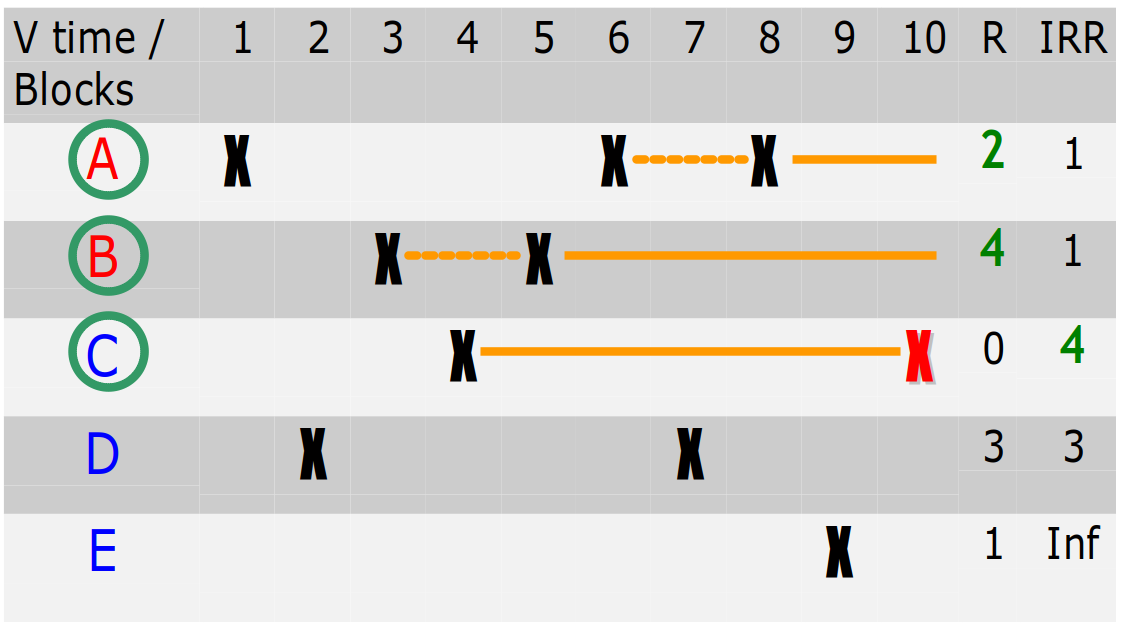 V time / 1 2 3 4 5 6 7 8 9 10 R IRR
Blocks
A X X X 2 1
B X X 4 1
C X X 0 4
D X X 3 3
E X 1 Inf